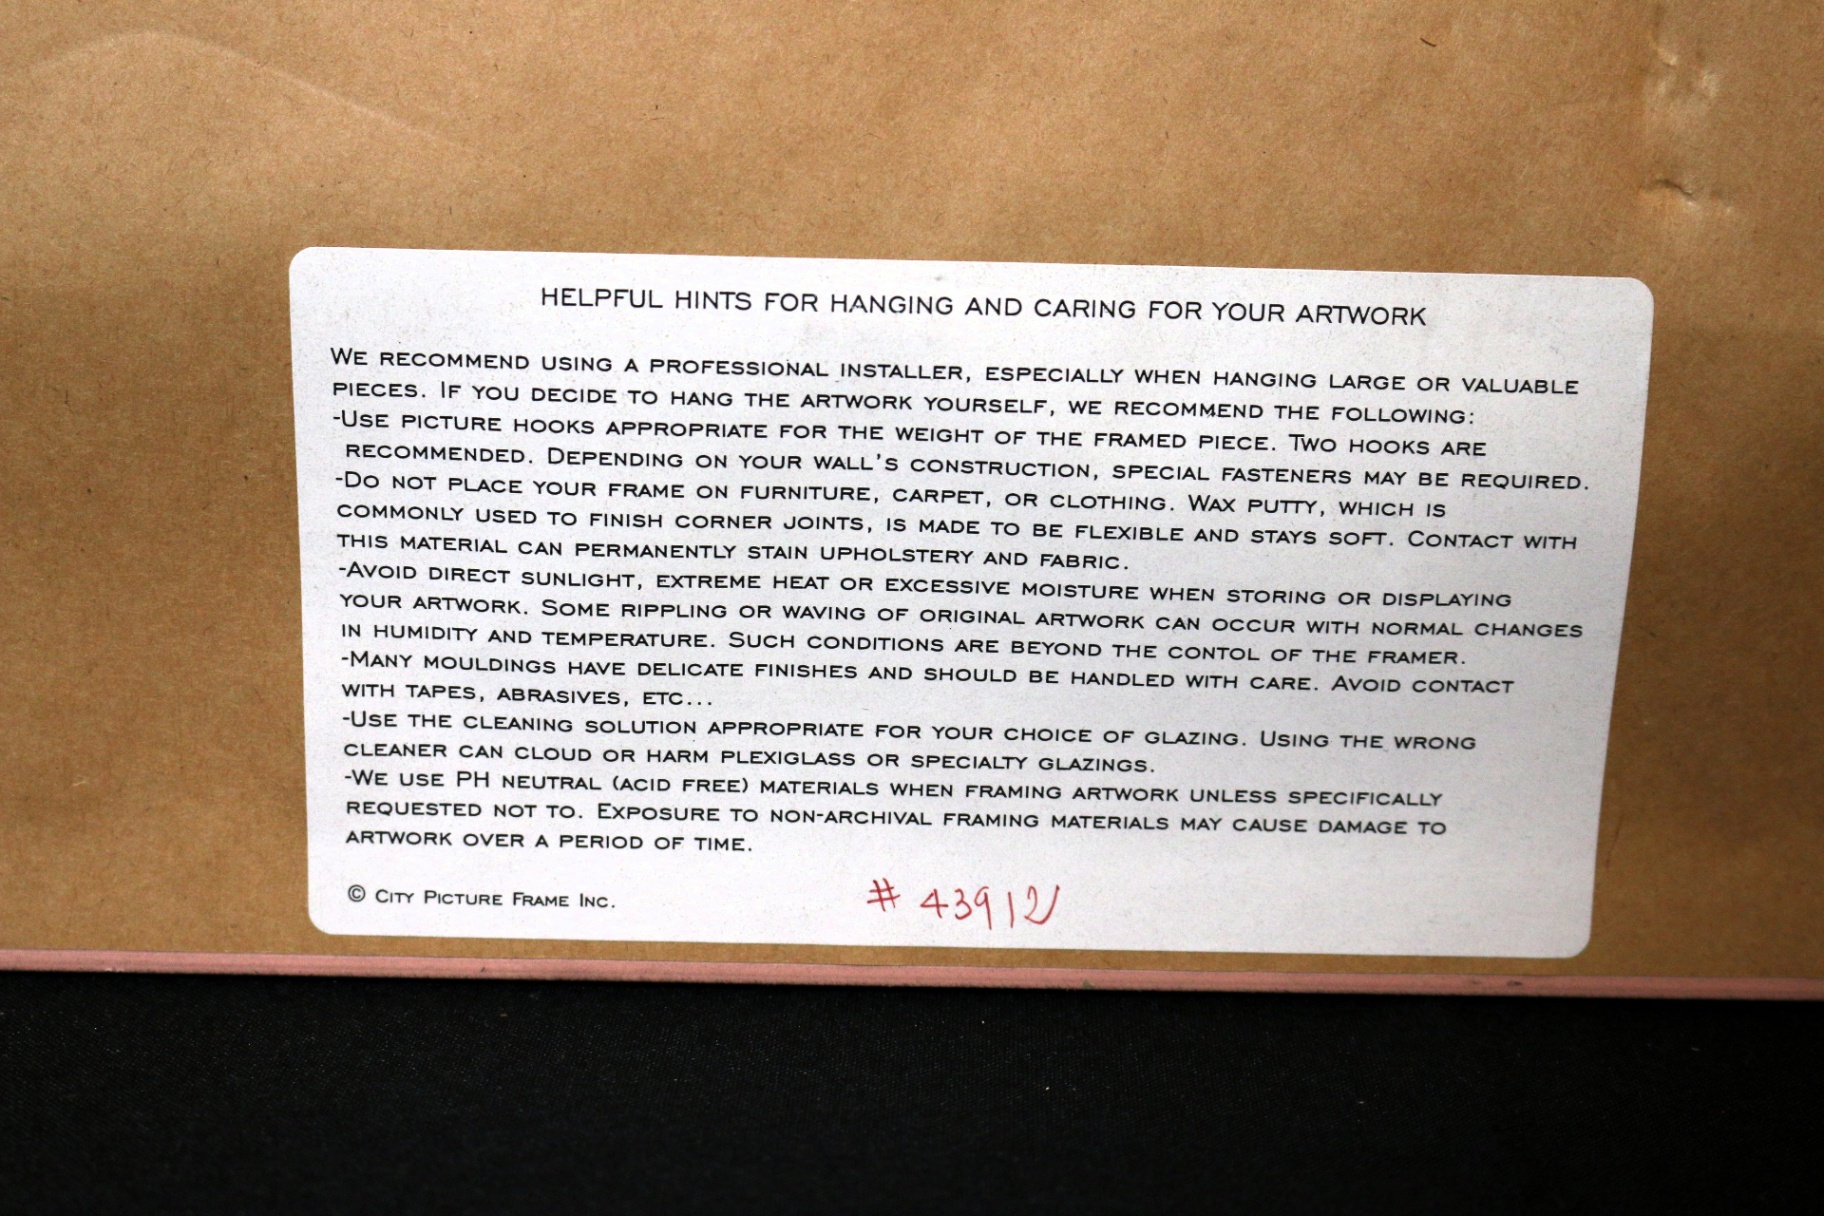 HELPFUL HINTS FOR HANGING AND CARING FOR YOUR ARTWORK
WE RECOMMEND USING A PROFESSIONAL INSTALLER, ESPECIALLY WHEN HANGING LARGE OR VALUABLE
PIECES. IF YOU DECIDE TO HANG THE ARTWORK YOURSELF, WE RECOMMEND THE FOLLOWING:
-USE PICTURE HOOKS APPROPRIATE FOR THE WEIGHT OF THE FRAMED PIECE. TWO HOOKS ARE
RECOMMENDED. DEPENDING ON YOUR WALL'S CONSTRUCTION, SPECIAL FASTENERS MAY BE REQUIRED.
-DO NOT PLACE YOUR FRAME ON FURNITURE, CARPET, OR CLOTHING. WAX PUTTY, WHICH IS
COMMONLY USED TO FINISH CORNER JOINTS, IS MADE TO BE FLEXIBLE AND STAYS SOFT. CONTACT WITH
THIS MATERIAL CAN PERMANENTLY STAIN UPHOLSTERY AND FABRIC.
-AVOID DIRECT SUNLIGHT, EXTREME HEAT OR EXCESSIVE MOISTURE WHEN STORING OR DISPLAYING
YOUR ARTWORK. SOME RIPPLING OR WAVING OF ORIGINAL ARTWORK CAN OCCUR WITH NORMAL CHANGES
IN HUMIDITY AND TEMPERATURE. SUCH CONDITIONS ARE BEYOND THE CONTOL OF THE FRAMER.
-MANY MOULDINGS HAVE DELICATE FINISHES AND SHOULD BE HANDLED WITH CARE. AVOID CONTACT
WITH TAPES, ABRASIVES, ETC...
-USE THE CLEANING SOLUTION APPROPRIATE FOR YOUR CHOICE OF GLAZING. USING THE WRONG
CLEANER CAN CLOUD OR HARM PLEXIGLASS OR SPECIALTY GLAZINGS.
-WE USE PH NEUTRAL (ACID FREE) MATERIALS WHEN FRAMING ARTWORK UNLESS SPECIFICALLY
REQUESTED NOT TO. EXPOSURE TO NON-ARCHIVAL FRAMING MATERIALS MAY CAUSE DAMAGE TO
ARTWORK OVER A PERIOD OF TIME.
© CITY PICTURE FRAME INC.
# 43912